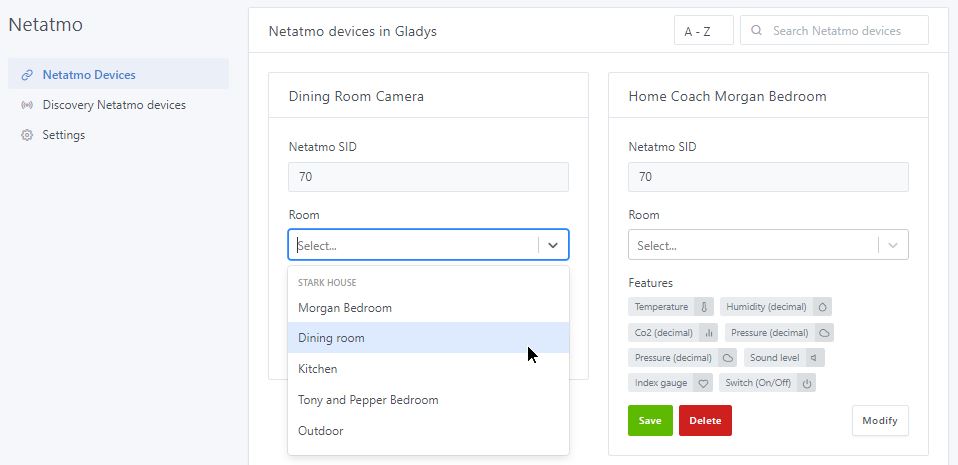 Netatmo
Netatmo Devices
Discovery Netatmo devices
Settings
Netatmo devices in Gladys
A - Z
Search Netatmo devices
Dining Room Camera
Netatmo SID
70
Room
Select...
STARK HOUSE
Morgan Bedroom
Dining room
Kitchen
Tony and Pepper Bedroom
Outdoor
Home Coach Morgan Bedroom
Netatmo SID
70
Room
Select...
Features
Temperature Humidity (decimal)
Co2 (decimal) Pressure (decimal)
Pressure (decimal) Sound level
Index gauge Switch (On/Off)
Save Delete Modify